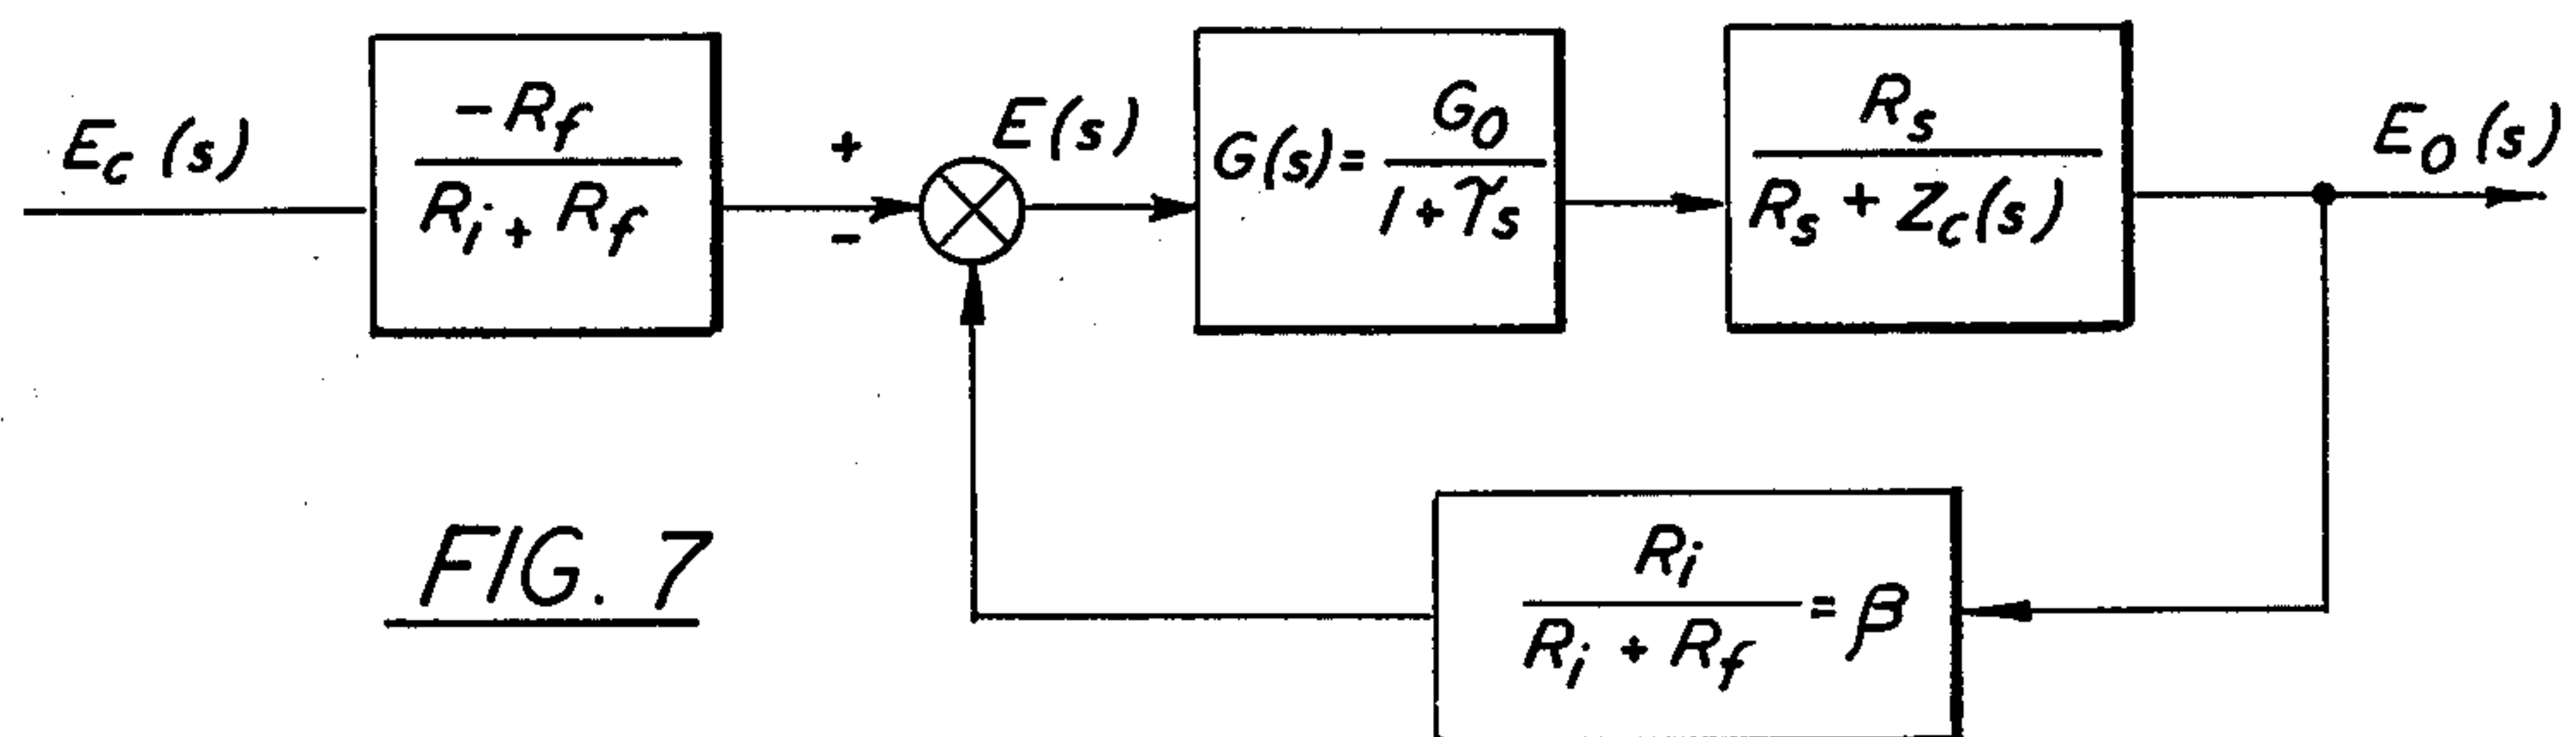 E_c (s)
-R_f
R_i + R_f
+
-
E(s)
G(s) = G_0 / 1 + τs
R_s
R_s + Z_c(s)
E_0 (s)
R_i / R_i + R_f = β
FIG. 7